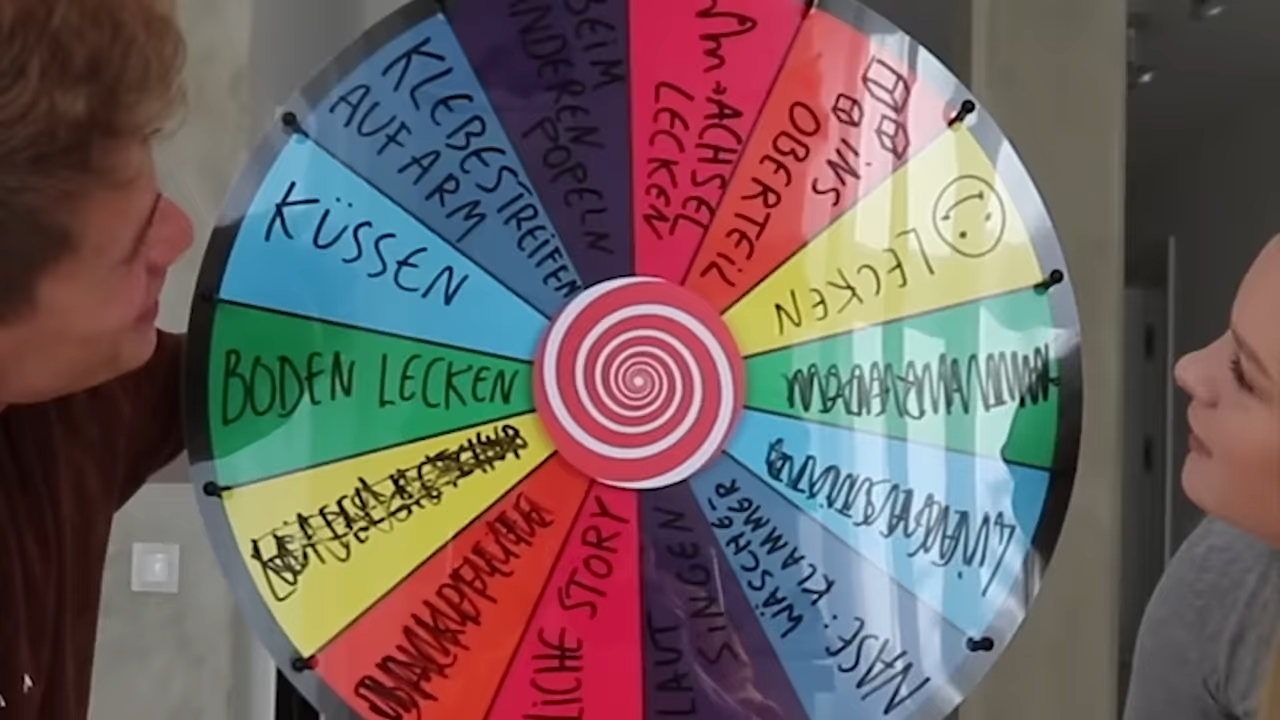 BEIM
ANDEREN
POPELN
ACHSEL
LECKEN
INS
OBERTEIL
LECKEN
NASE:
WÄSCHE-
KLAMMER
LAUT
SINGEN
LICHE STORY
BODEN LECKEN
KÜSSEN
KLEBESTREIFEN
AUF ARM